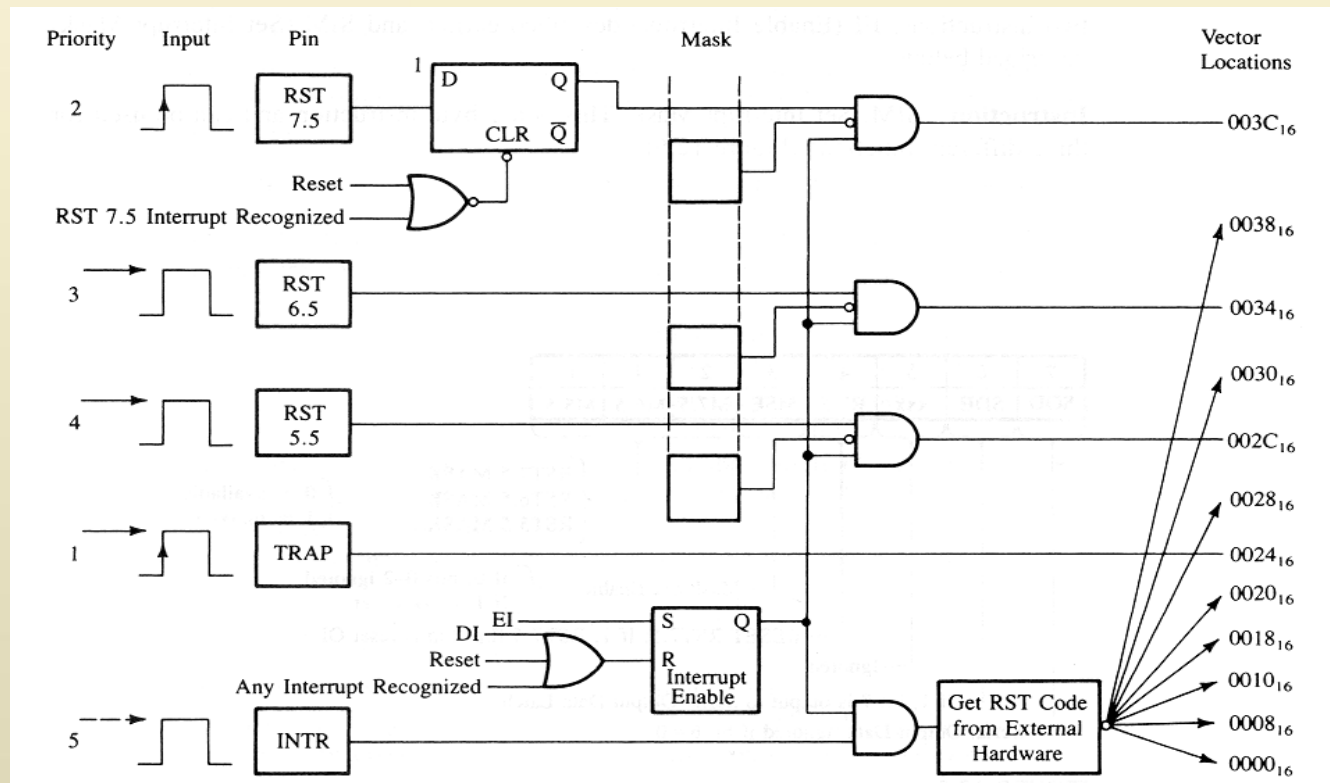 Priority Input Pin Mask Vector Locations
2 RST 7.5 1 D Q 003C₁₆
CLR Q̅
Reset
RST 7.5 Interrupt Recognized
0038₁₆
3 RST 6.5 0034₁₆
0030₁₆
4 RST 5.5 002C₁₆
0028₁₆
1 TRAP 0024₁₆
0020₁₆
EI S Q
DI
0018₁₆
Reset R
Interrupt Enable
Any Interrupt Recognized
0010₁₆
5 INTR Get RST Code from External Hardware 0008₁₆
0000₁₆